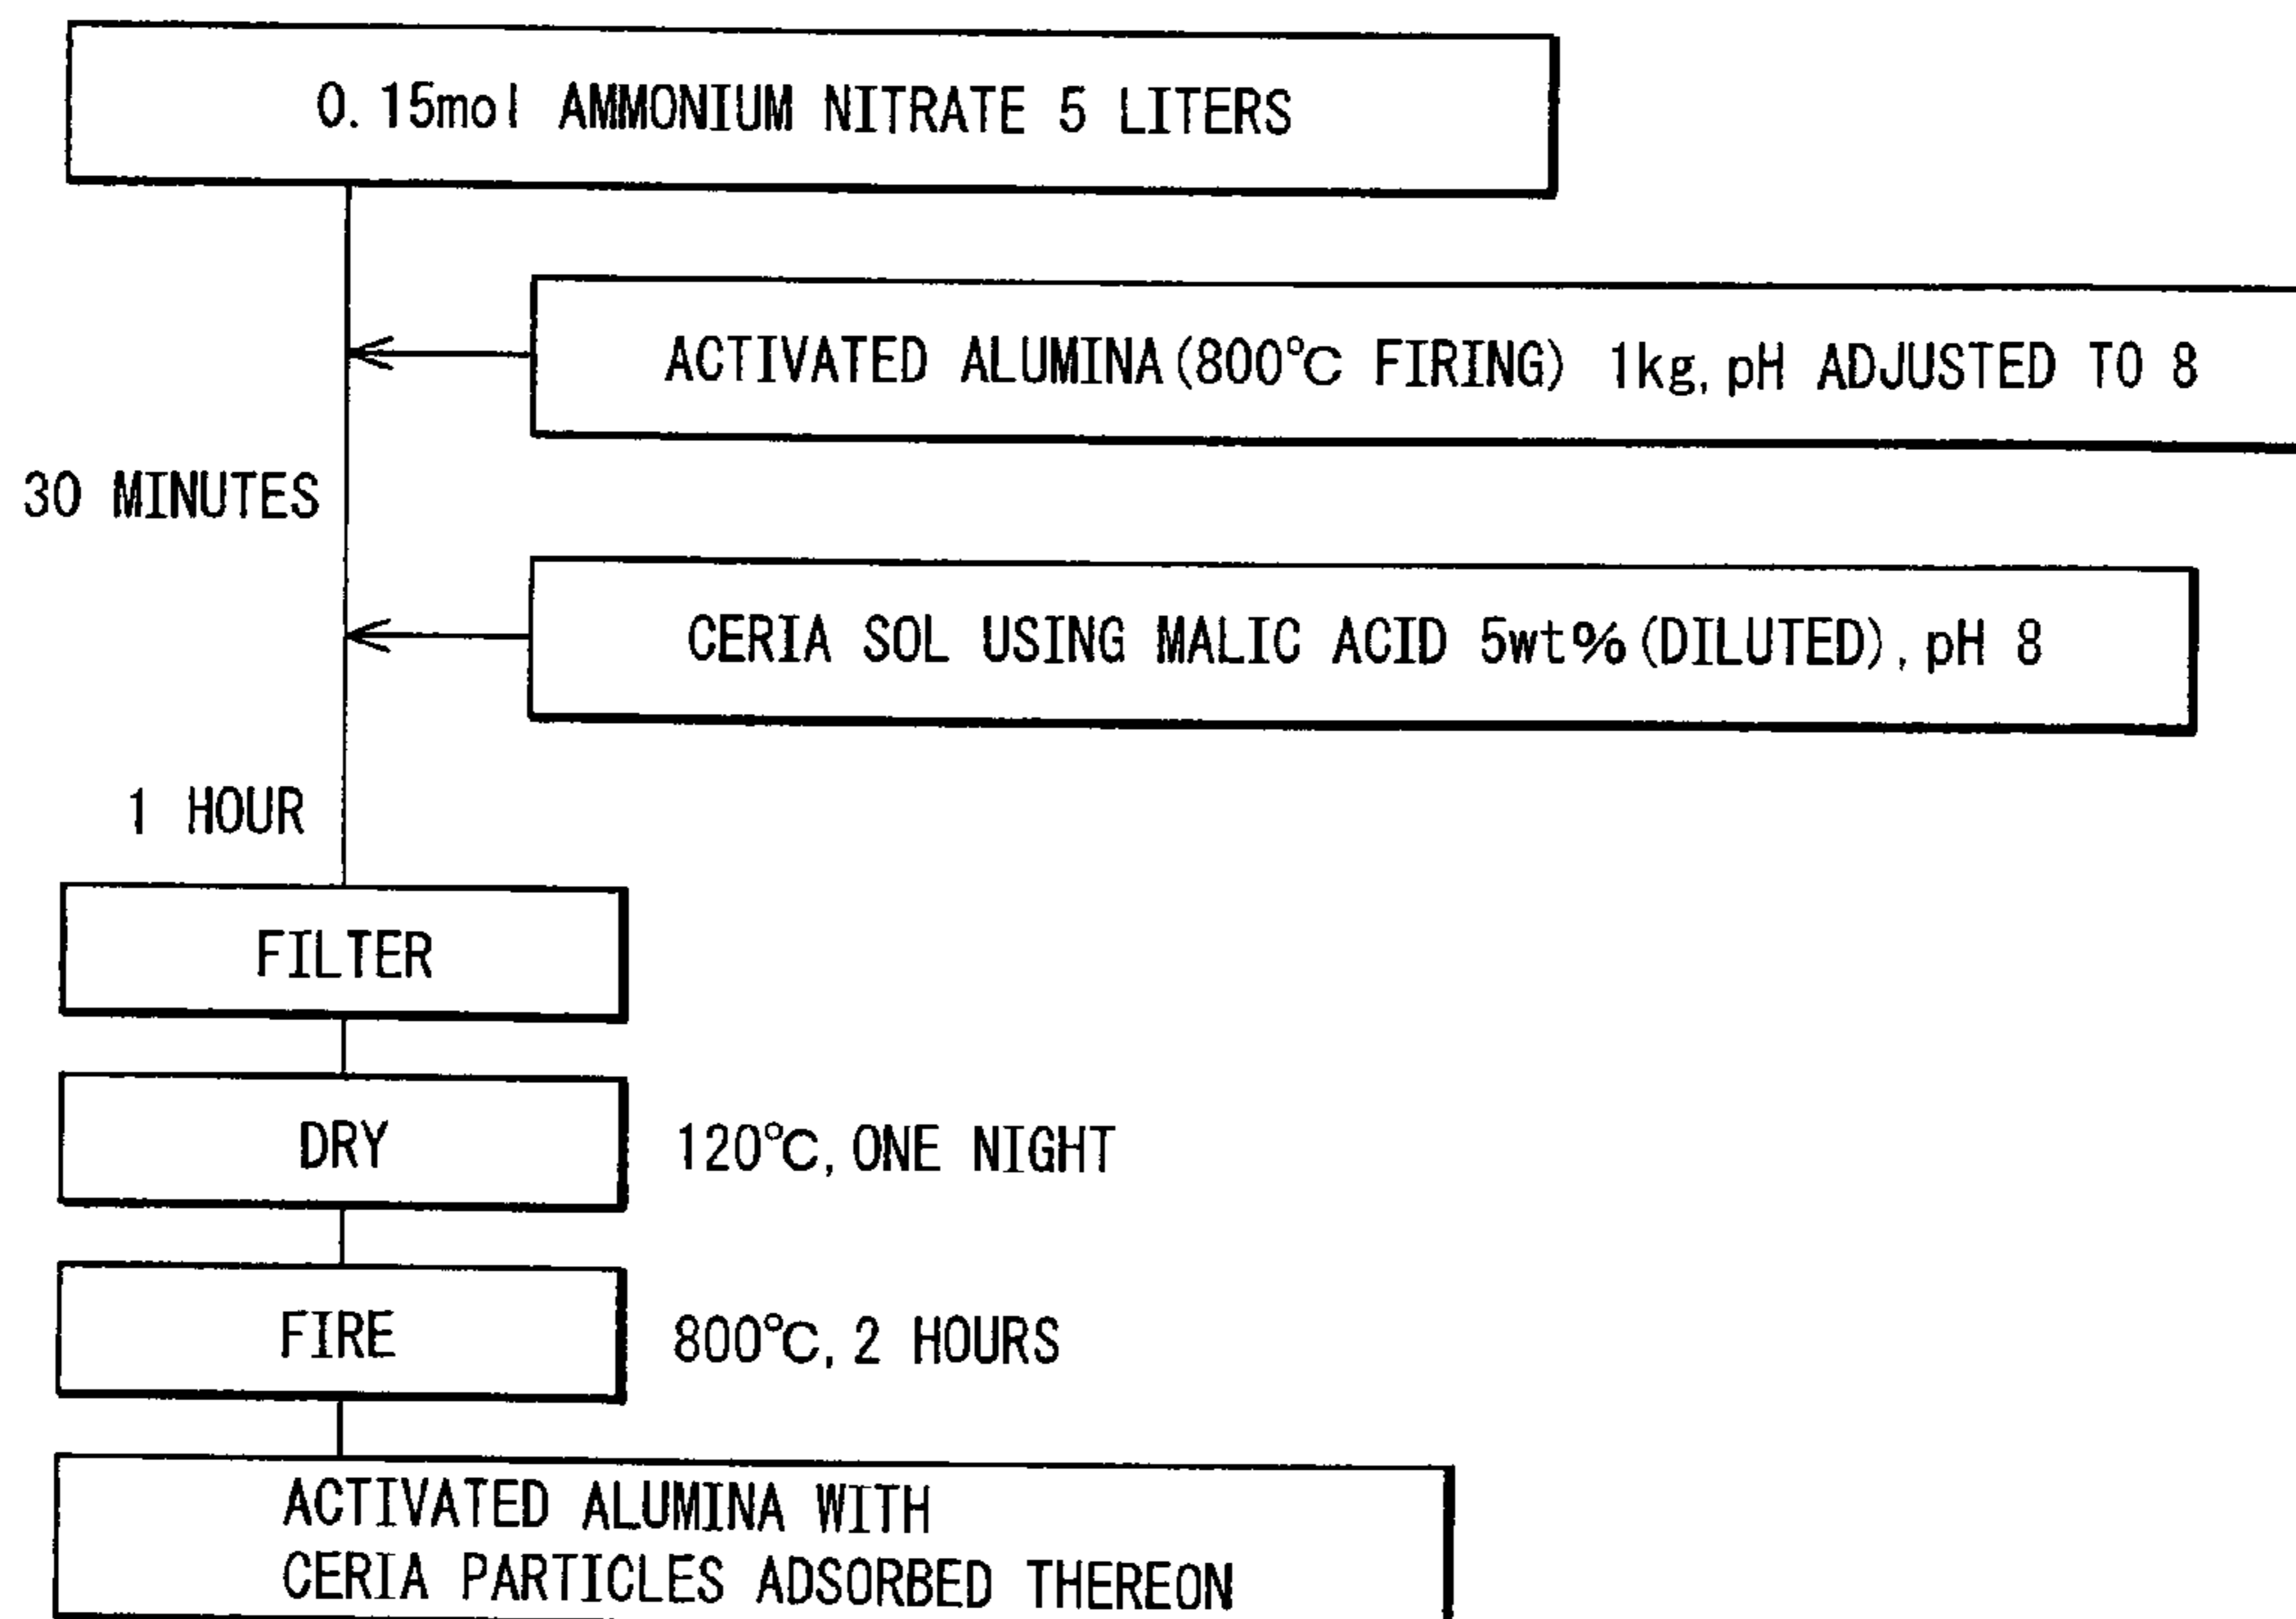 0.15mol AMMONIUM NITRATE 5 LITERS
ACTIVATED ALUMINA(800℃ FIRING) 1kg, pH ADJUSTED TO 8
30 MINUTES
CERIA SOL USING MALIC ACID 5wt%(DILUTED), pH 8
1 HOUR
FILTER
DRY
120℃, ONE NIGHT
FIRE
800℃, 2 HOURS
ACTIVATED ALUMINA WITH
CERIA PARTICLES ADSORBED THEREON